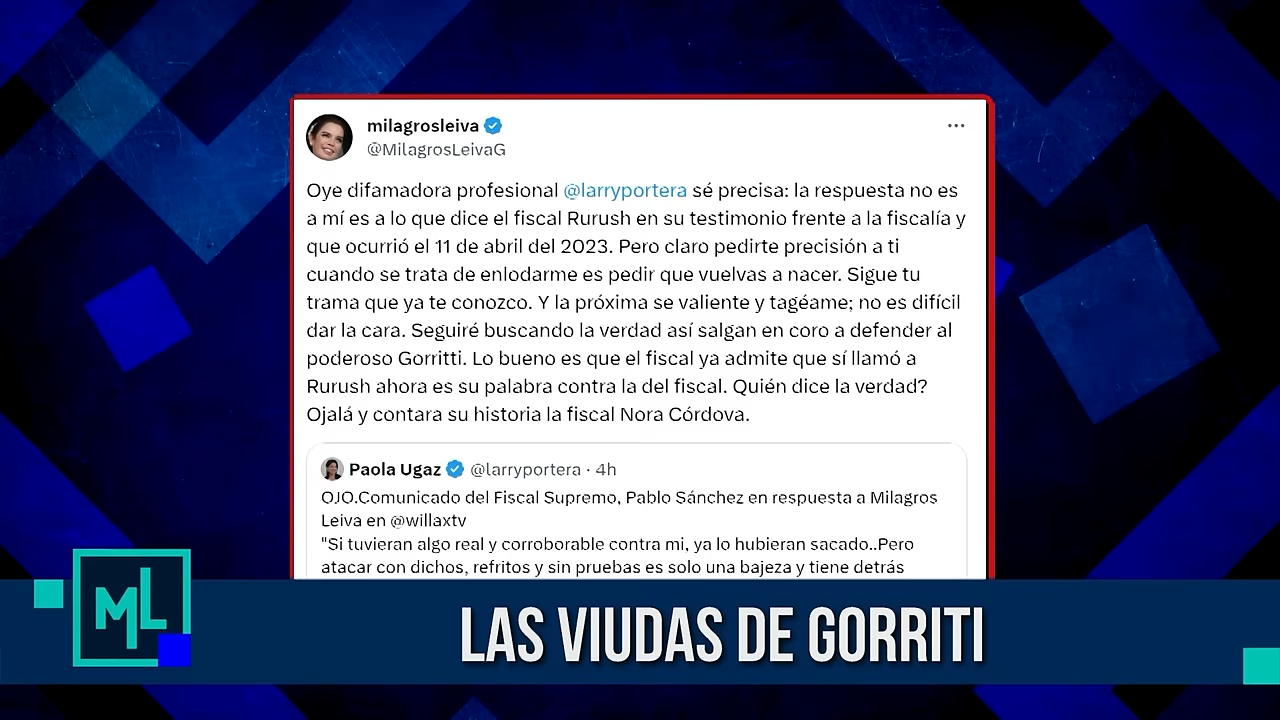 milagrosleiva
@MilagrosLeivaG
Oye difamadora profesional @larryportera sé precisa: la respuesta no es
a mí es a lo que dice el fiscal Rurush en su testimonio frente a la fiscalía y
que ocurrió el 11 de abril del 2023. Pero claro pedirte precisión a ti
cuando se trata de enlodarme es pedir que vuelvas a nacer. Sigue tu
trama que ya te conozco. Y la próxima se valiente y tagéame; no es difícil
dar la cara. Seguiré buscando la verdad así salgan en coro a defender al
poderoso Gorritti. Lo bueno es que el fiscal ya admite que sí llamó a
Rurush ahora es su palabra contra la del fiscal. Quién dice la verdad?
Ojalá y contara su historia la fiscal Nora Córdova.
Paola Ugaz @larryportera · 4h
OJO.Comunicado del Fiscal Supremo, Pablo Sánchez en respuesta a Milagros
Leiva en @willaxtv
"Si tuvieran algo real y corroborable contra mi, ya lo hubieran sacado..Pero
atacar con dichos, refritos y sin pruebas es solo una bajeza y tiene detrás
ML
LAS VIUDAS DE GORRITI